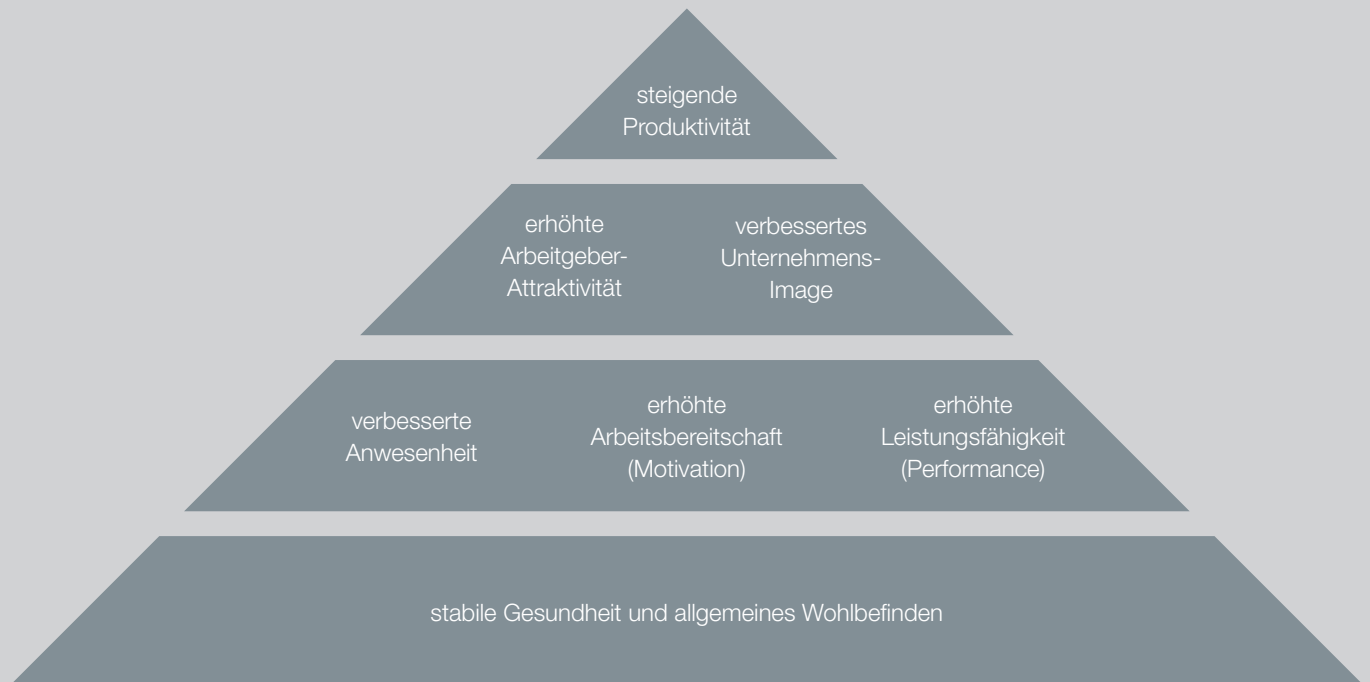 steigende
Produktivität
erhöhte
Arbeitgeber-
Attraktivität
verbessertes
Unternehmens-
Image
verbesserte
Anwesenheit
erhöhte
Arbeitsbereitschaft
(Motivation)
erhöhte
Leistungsfähigkeit
(Performance)
stabile Gesundheit und allgemeines Wohlbefinden